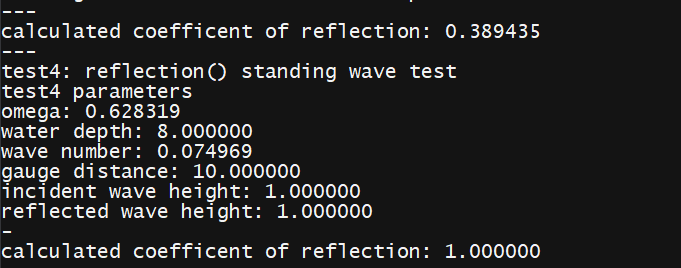 ---
calculated coefficent of reflection: 0.389435
---
test4: reflection() standing wave test
test4 parameters
omega: 0.628319
water depth: 8.000000
wave number: 0.074969
gauge distance: 10.000000
incident wave height: 1.000000
reflected wave height: 1.000000
-
calculated coefficent of reflection: 1.000000